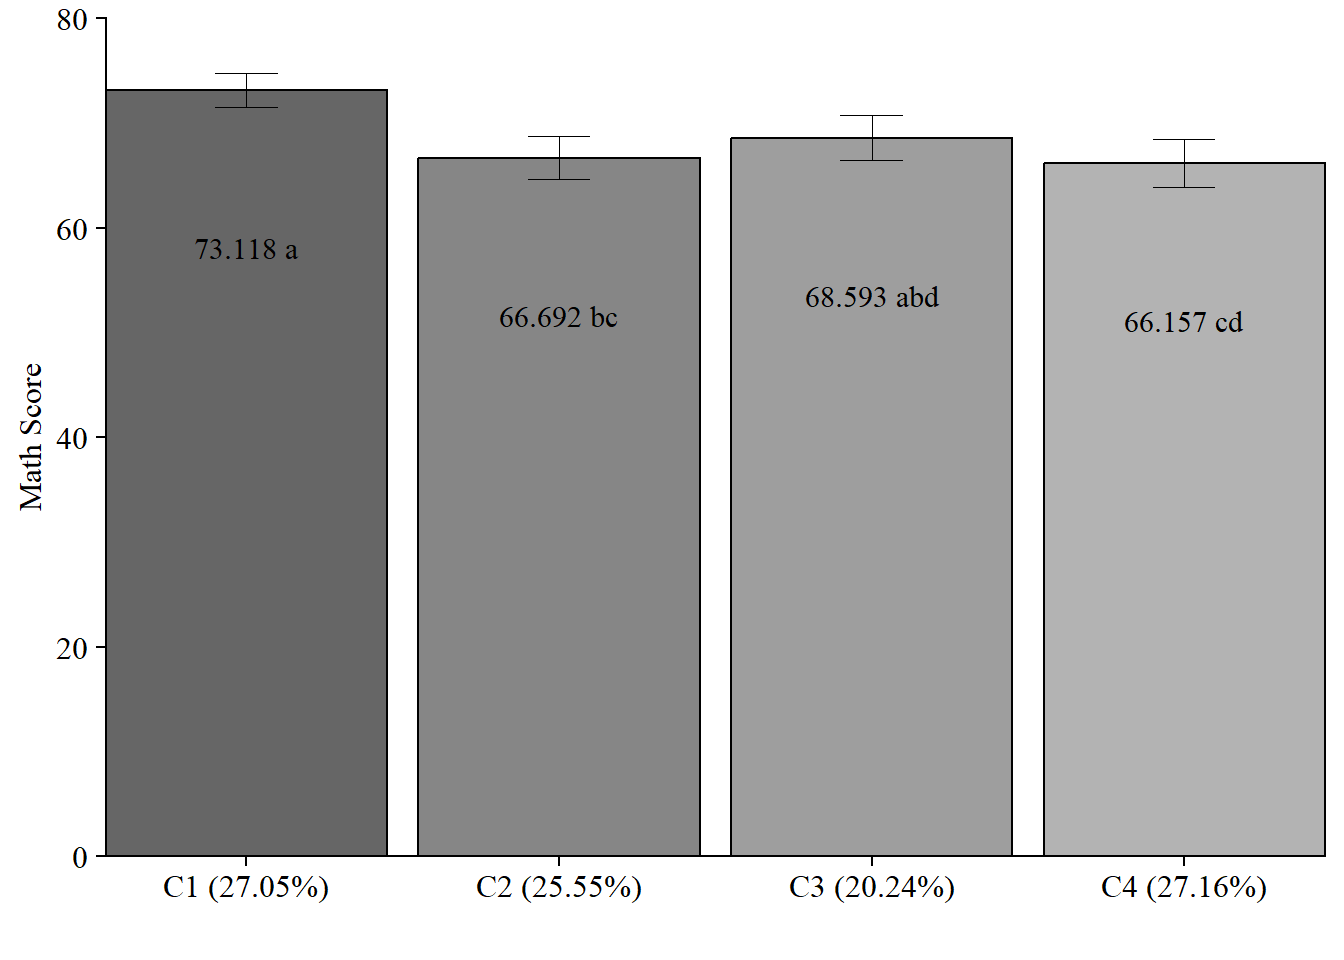 80
60
40
20
0
Math Score
73.118 a
66.692 bc
68.593 abd
66.157 cd
C1 (27.05%)
C2 (25.55%)
C3 (20.24%)
C4 (27.16%)